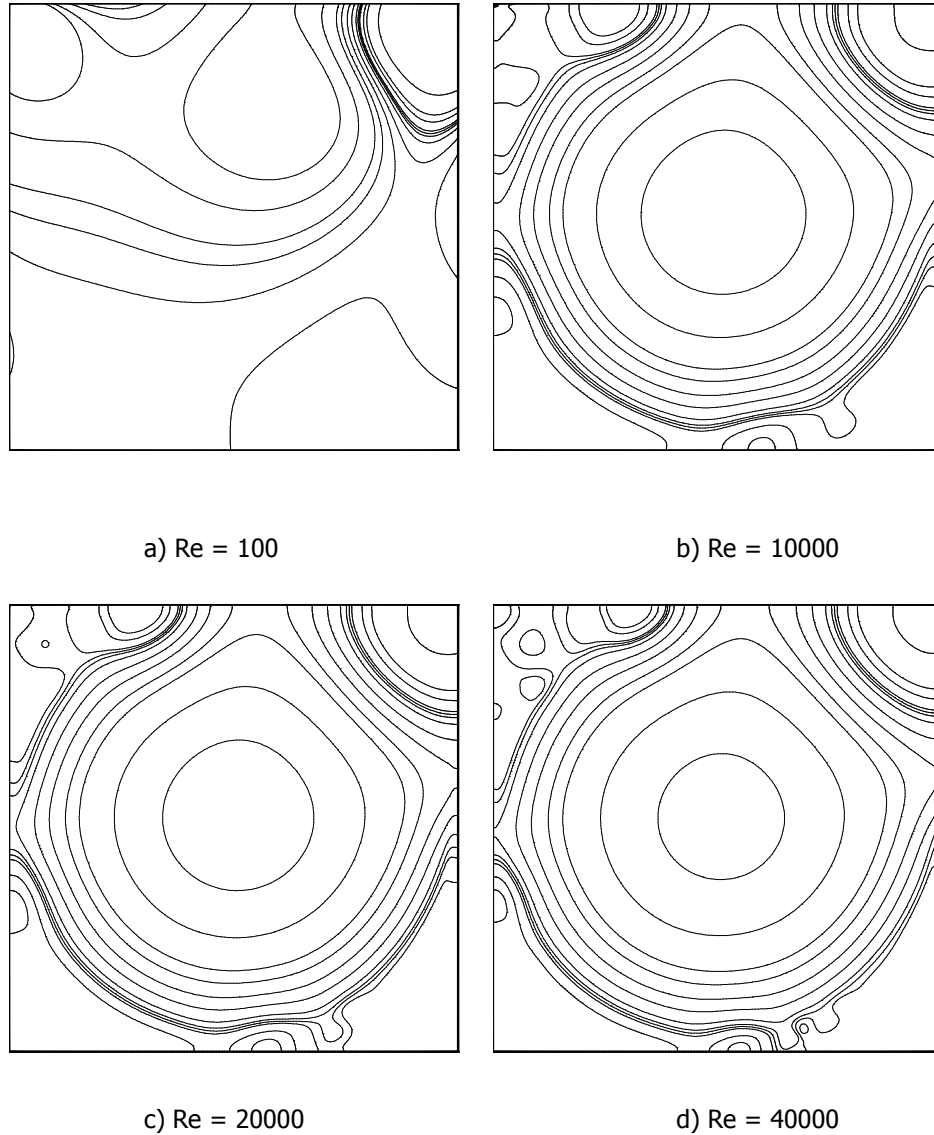 a) Re = 100
b) Re = 10000
c) Re = 20000
d) Re = 40000